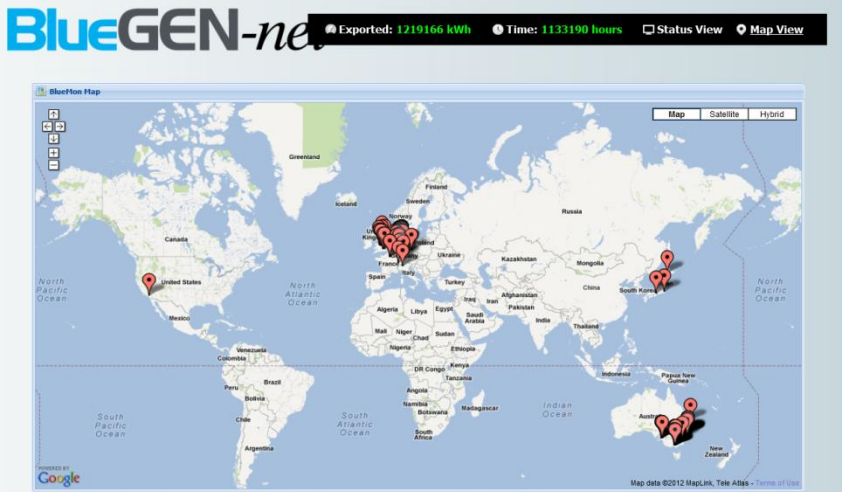 BlueGEN-net
Exported: 1219166 kWh Time: 1133190 hours Status View Map View
BlueMon Map
Map Satellite Hybrid
Greenland
Finland
Iceland
Sweden
Norway
Russia
Canada
Poland
Ukraine
Kazakhstan
Mongolia
France
United States
Spain
Italy
Turkey
China
South Korea
North
Pacific
Ocean
North
Atlantic
Ocean
North
Pacific
Ocean
Mexico
Algeria
Libya
Egypt
Iraq
Iran
Afghanistan
Pakistan
Saudi
Arabia
India
Thailand
Mali
Niger
Chad
Sudan
Nigeria
Ethiopia
Venezuela
Colombia
DR Congo
Kenya
Tanzania
Indonesia
Papua New
Guinea
Peru
Brazil
Bolivia
Angola
Namibia
Botswana
Madagascar
South
Pacific
Ocean
Chile
South
Atlantic
Ocean
Indian
Ocean
South
Africa
Argentina
New
Zealand
POWERED BY
Google
Map data ©2012 MapLink, Tele Atlas - Terms of Use